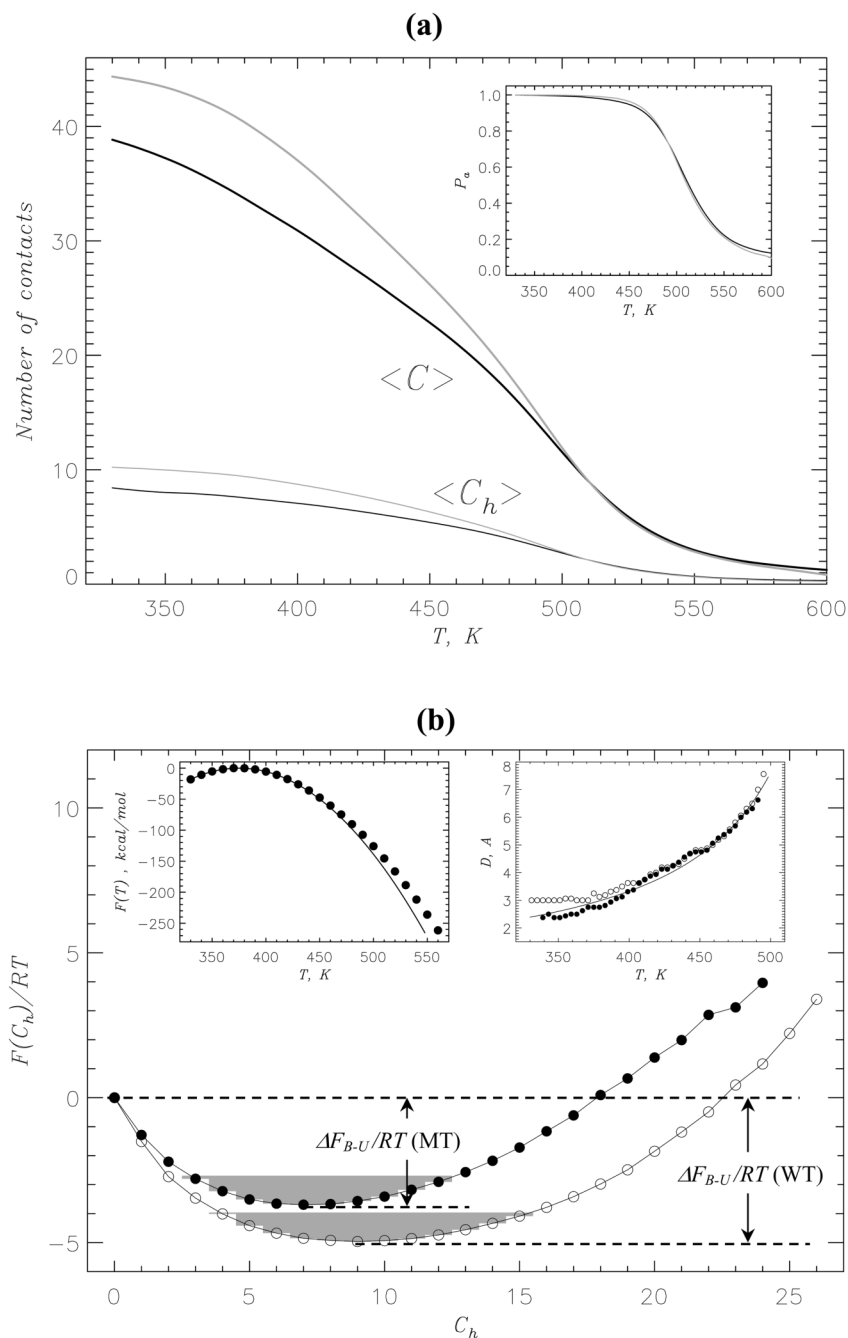 (a)
Number of contacts
40
30
20
10
0
350 400 450 500 550 600
T, K
<C>
<C_h>
P_a
1.0
0.8
0.6
0.4
0.2
0.0
350 400 450 500 550 600
T, K
(b)
F(C_h)/RT
10
5
0
−5
0 5 10 15 20 25
C_h
F(T) , kcal/mol
0
−50
−100
−150
−200
−250
350 400 450 500 550
T, K
D, A
8
7
6
5
4
3
2
350 400 450 500
T, K
ΔF_{B-U}/RT (MT)
ΔF_{B-U}/RT (WT)